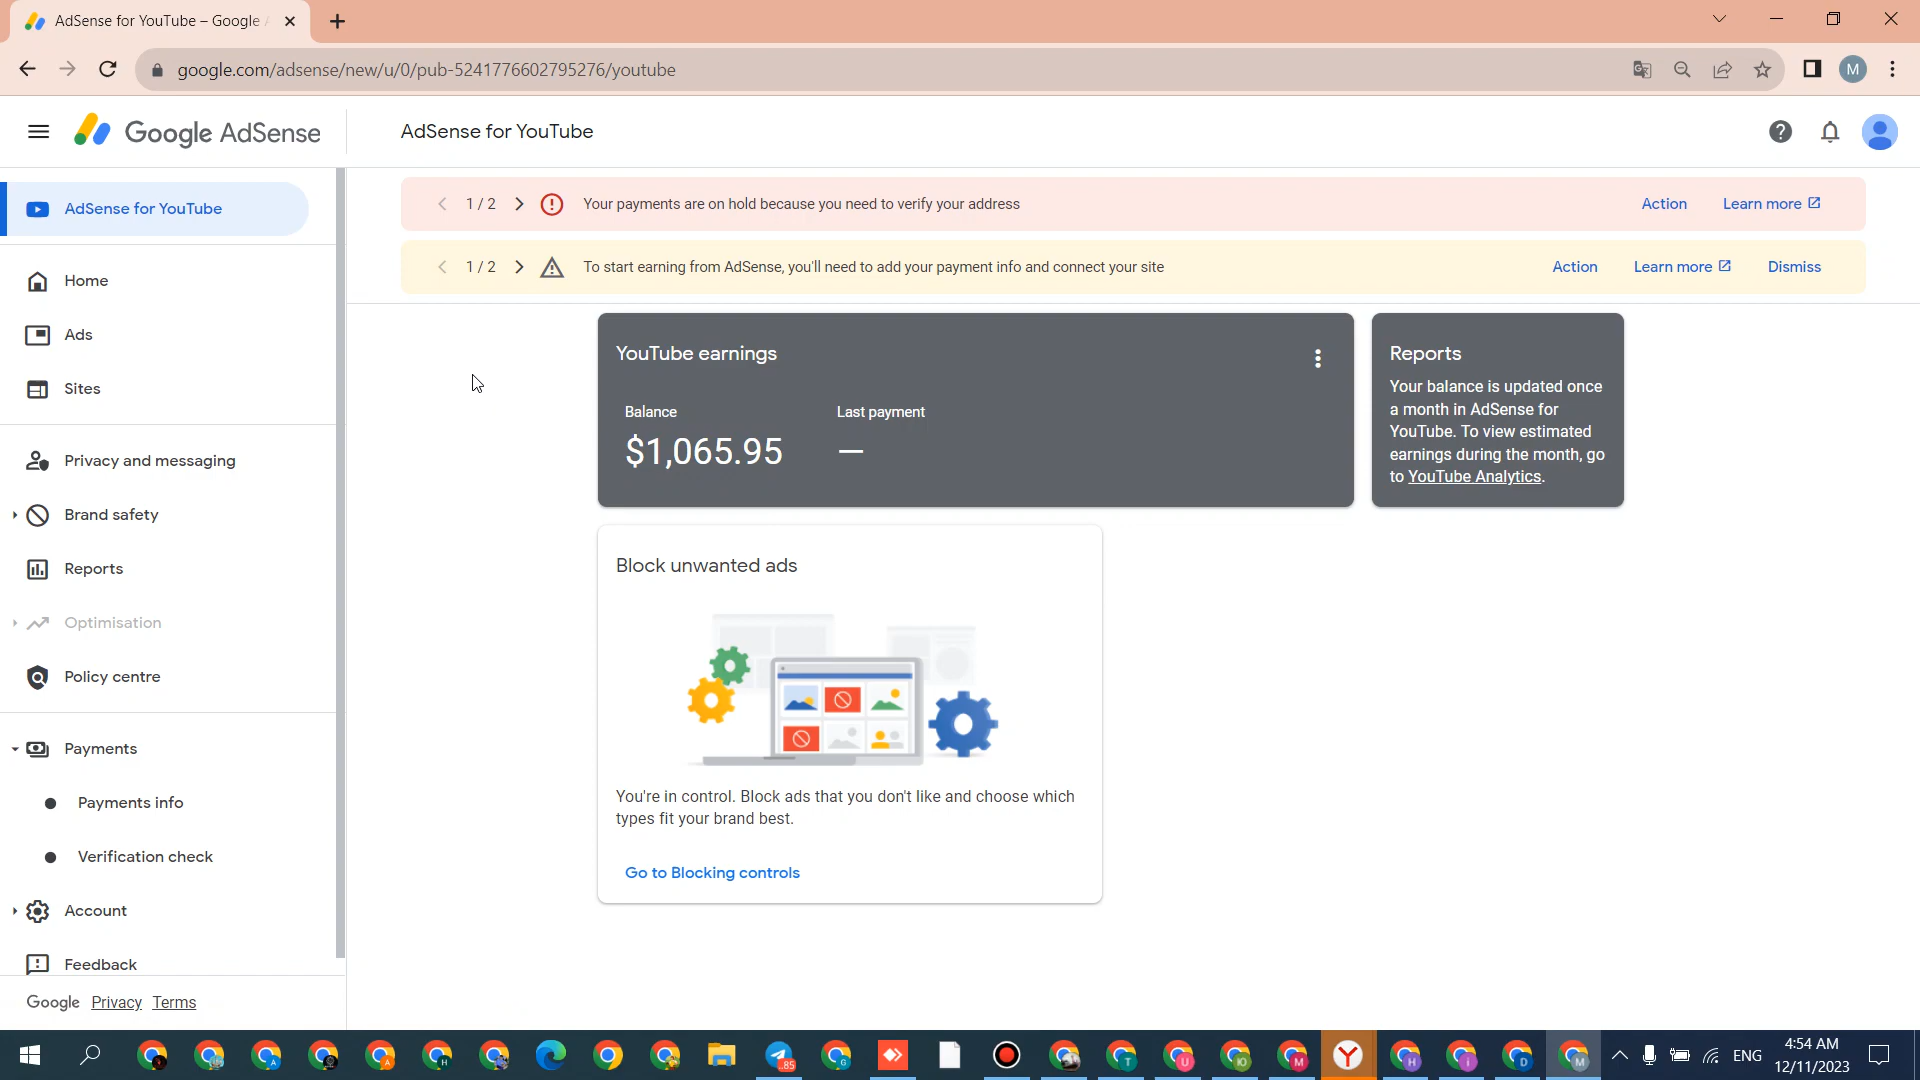 AdSense for YouTube – Google
google.com/adsense/new/u/0/pub-5241776602795276/youtube
M
Google AdSense
AdSense for YouTube
AdSense for YouTube
Home
Ads
Sites
Privacy and messaging
Brand safety
Reports
Optimisation
Policy centre
Payments
Payments info
Verification check
Account
Feedback
Google Privacy Terms
1 / 2 Your payments are on hold because you need to verify your address Action Learn more
1 / 2 To start earning from AdSense, you'll need to add your payment info and connect your site Action Learn more Dismiss
YouTube earnings
Balance Last payment
$1,065.95 —
Reports
Your balance is updated once
a month in AdSense for
YouTube. To view estimated
earnings during the month, go
to YouTube Analytics.
Block unwanted ads
You're in control. Block ads that you don't like and choose which
types fit your brand best.
Go to Blocking controls
ENG
4:54 AM
12/11/2023